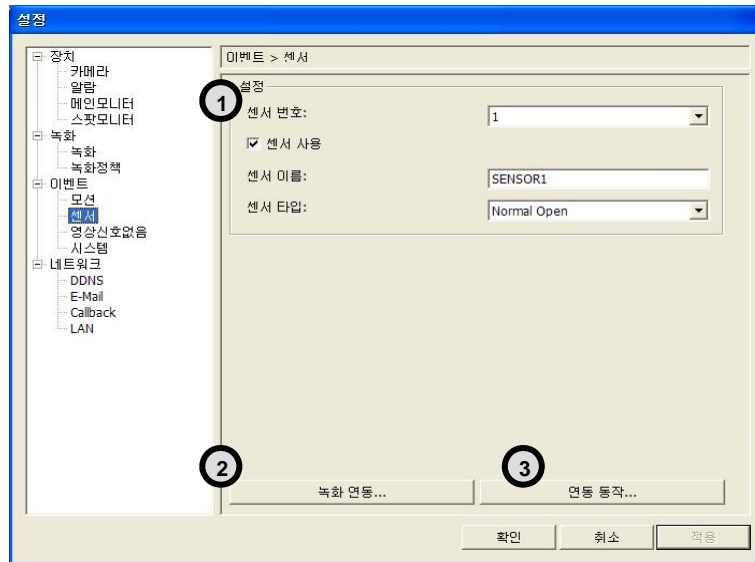 설정
장치
카메라
알람
메인모니터
스팟모니터
녹화
녹화
녹화정책
이벤트
모션
센서
영상신호없음
시스템
네트워크
DDNS
E-Mail
Callback
LAN
이벤트 > 센서
설정
1
센서 번호:
1
센서 사용
센서 이름:
SENSOR1
센서 타입:
Normal Open
2
3
녹화 연동...
연동 동작...
확인
취소
적용